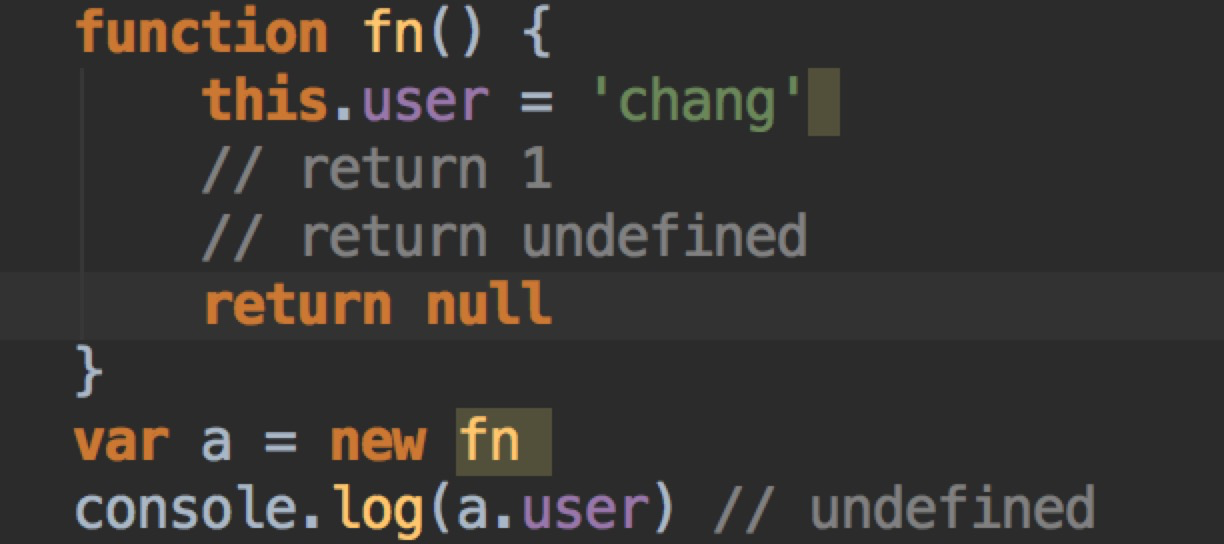 function fn() {
    this.user = 'chang'
    // return 1
    // return undefined
    return null
}
var a = new fn
console.log(a.user) // undefined